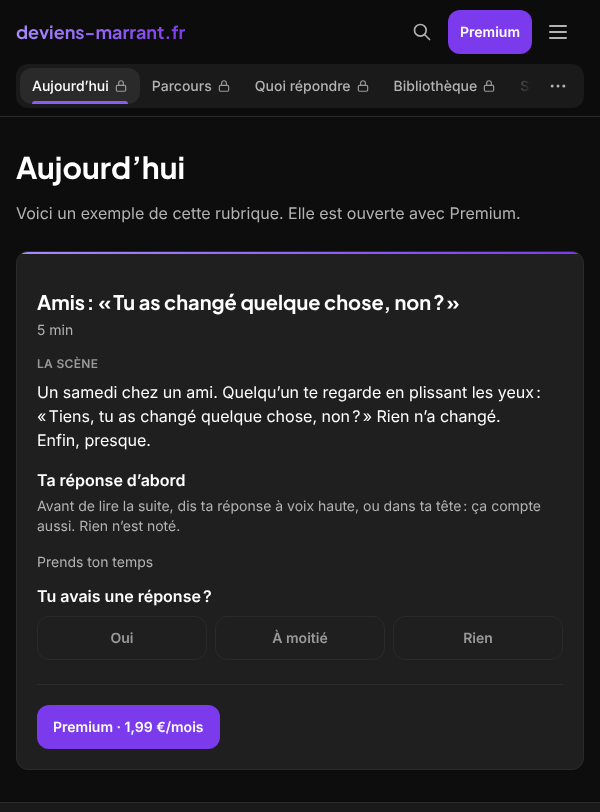 deviens-marrant.fr
Premium
Aujourd’hui
Parcours
Quoi répondre
Bibliothèque
Aujourd’hui
Voici un exemple de cette rubrique. Elle est ouverte avec Premium.
Amis : « Tu as changé quelque chose, non ? »
5 min
LA SCÈNE
Un samedi chez un ami. Quelqu’un te regarde en plissant les yeux :
« Tiens, tu as changé quelque chose, non ? » Rien n’a changé.
Enfin, presque.
Ta réponse d’abord
Avant de lire la suite, dis ta réponse à voix haute, ou dans ta tête : ça compte
aussi. Rien n’est noté.
Prends ton temps
Tu avais une réponse ?
Oui
À moitié
Rien
Premium · 1,99 €/mois